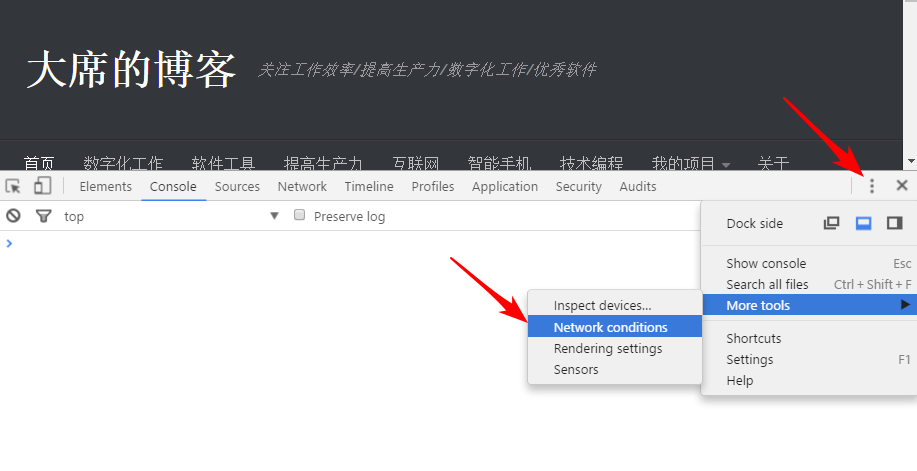 大席的博客 关注工作效率/提高生产力/数字化工作/优秀软件
首页 数字化工作 软件工具 提高生产力 互联网 智能手机 技术编程 我的项目 关于
Elements Console Sources Network Timeline Profiles Application Security Audits
top Preserve log
Dock side
Show console Esc
Search all files Ctrl + Shift + F
More tools
Inspect devices...
Network conditions
Rendering settings
Sensors
Shortcuts
Settings F1
Help